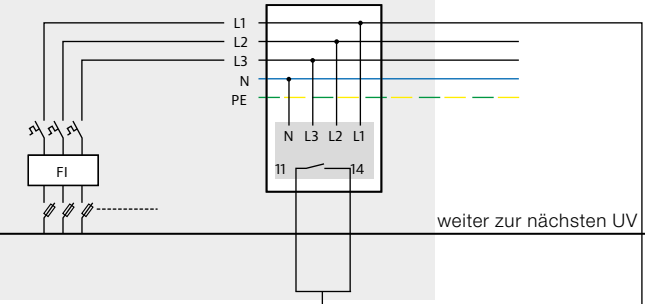 L1
L2
L3
N
PE
N L3 L2 L1
11 14
FI
weiter zur nächsten UV